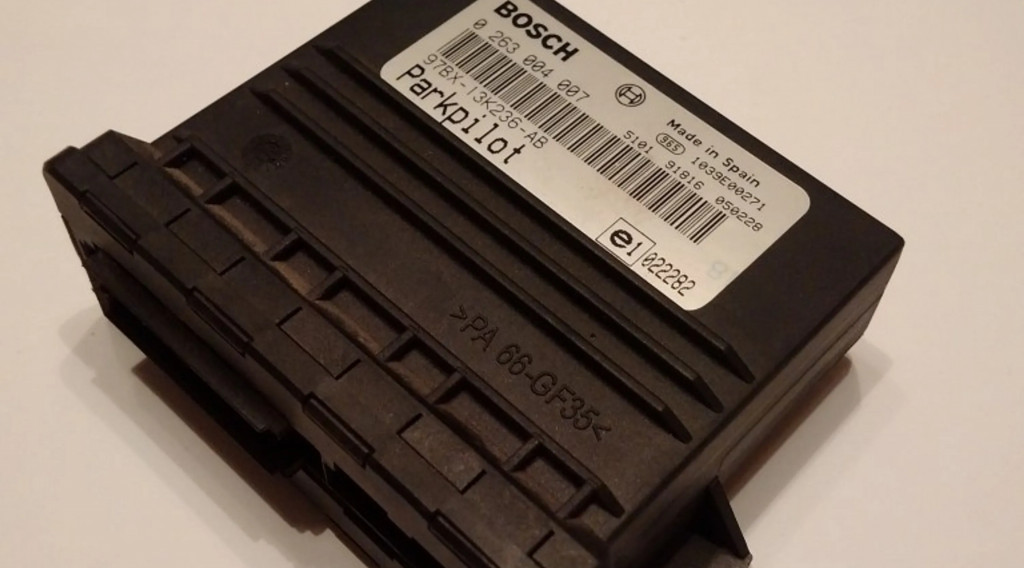 BOSCH
0 263 004 007
Made in Spain
365 1039E00271
97BX-13K236-AB
5101 91816 050228
Parkpilot
e1 022282
>PA 66-GF35<